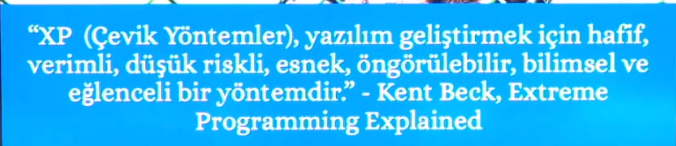 “XP (Çevik Yöntemler), yazılım geliştirmek için hafif,
verimli, düşük riskli, esnek, öngörülebilir, bilimsel ve
eğlenceli bir yöntemdir.” - Kent Beck, Extreme
Programming Explained